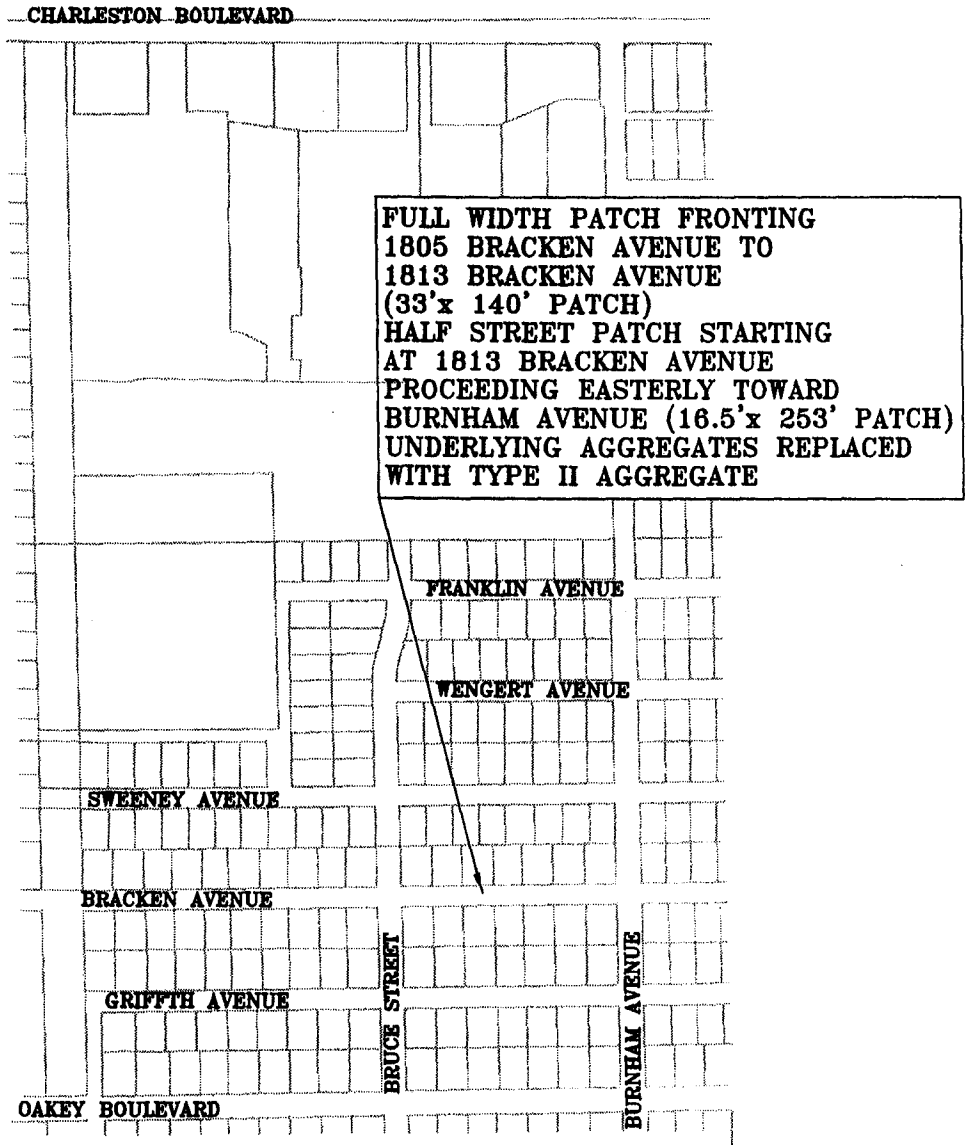 CHARLESTON BOULEVARD
FULL WIDTH PATCH FRONTING
1805 BRACKEN AVENUE TO
1813 BRACKEN AVENUE
(33'x 140' PATCH)
HALF STREET PATCH STARTING
AT 1813 BRACKEN AVENUE
PROCEEDING EASTERLY TOWARD
BURNHAM AVENUE (16.5'x 253' PATCH)
UNDERLYING AGGREGATES REPLACED
WITH TYPE II AGGREGATE
FRANKLIN AVENUE
WENGERT AVENUE
SWEENEY AVENUE
BRACKEN AVENUE
GRIFFTH AVENUE
BRUCE STREET
BURNHAM AVENUE
OAKEY BOULEVARD